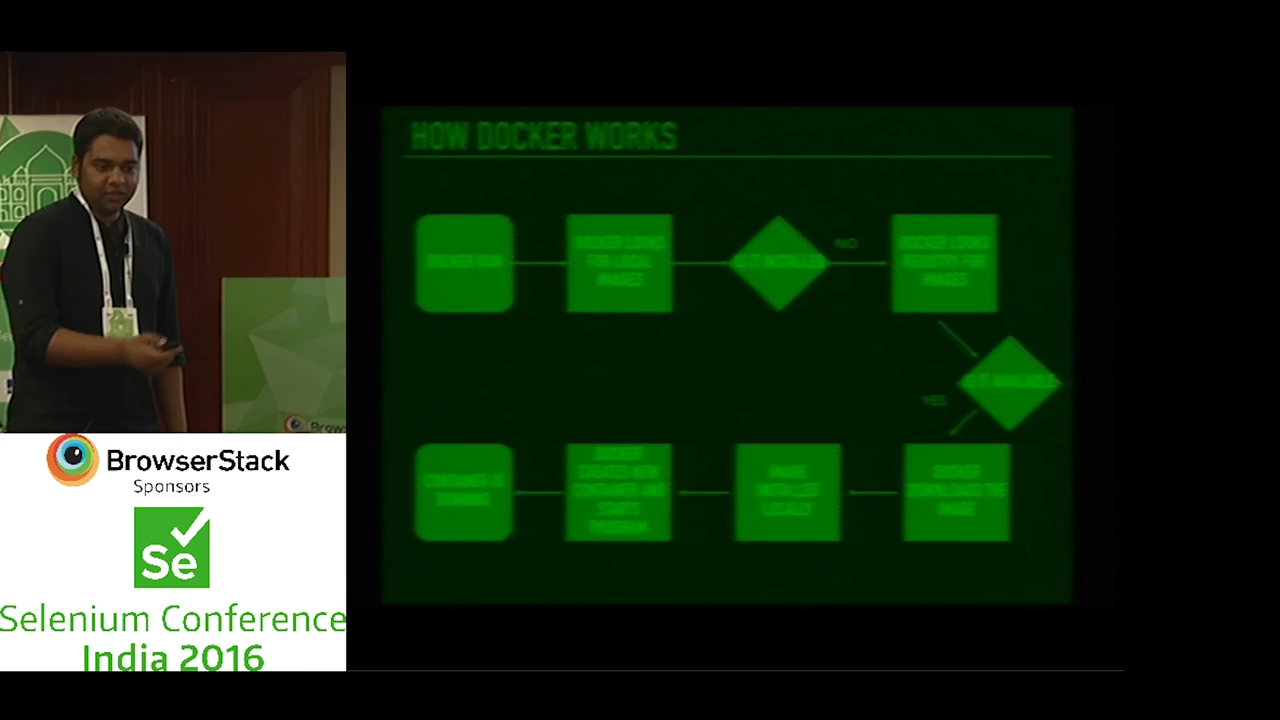 HOW DOCKER WORKS
DOCKER RUN
DOCKER LOOKS
FOR LOCAL
IMAGES
IS IT INSTALLED
NO
DOCKER LOOKS
REGISTRY FOR
IMAGES
IS IT AVAILABLE
YES
DOCKER
DOWNLOADS THE
IMAGE
IMAGE
INSTALLED
LOCALLY
DOCKER
CREATES NEW
CONTAINER AND
STARTS
PROGRAM
CONTAINER IS
RUNNING
BrowserStack
Sponsors
Se
Selenium Conference
India 2016